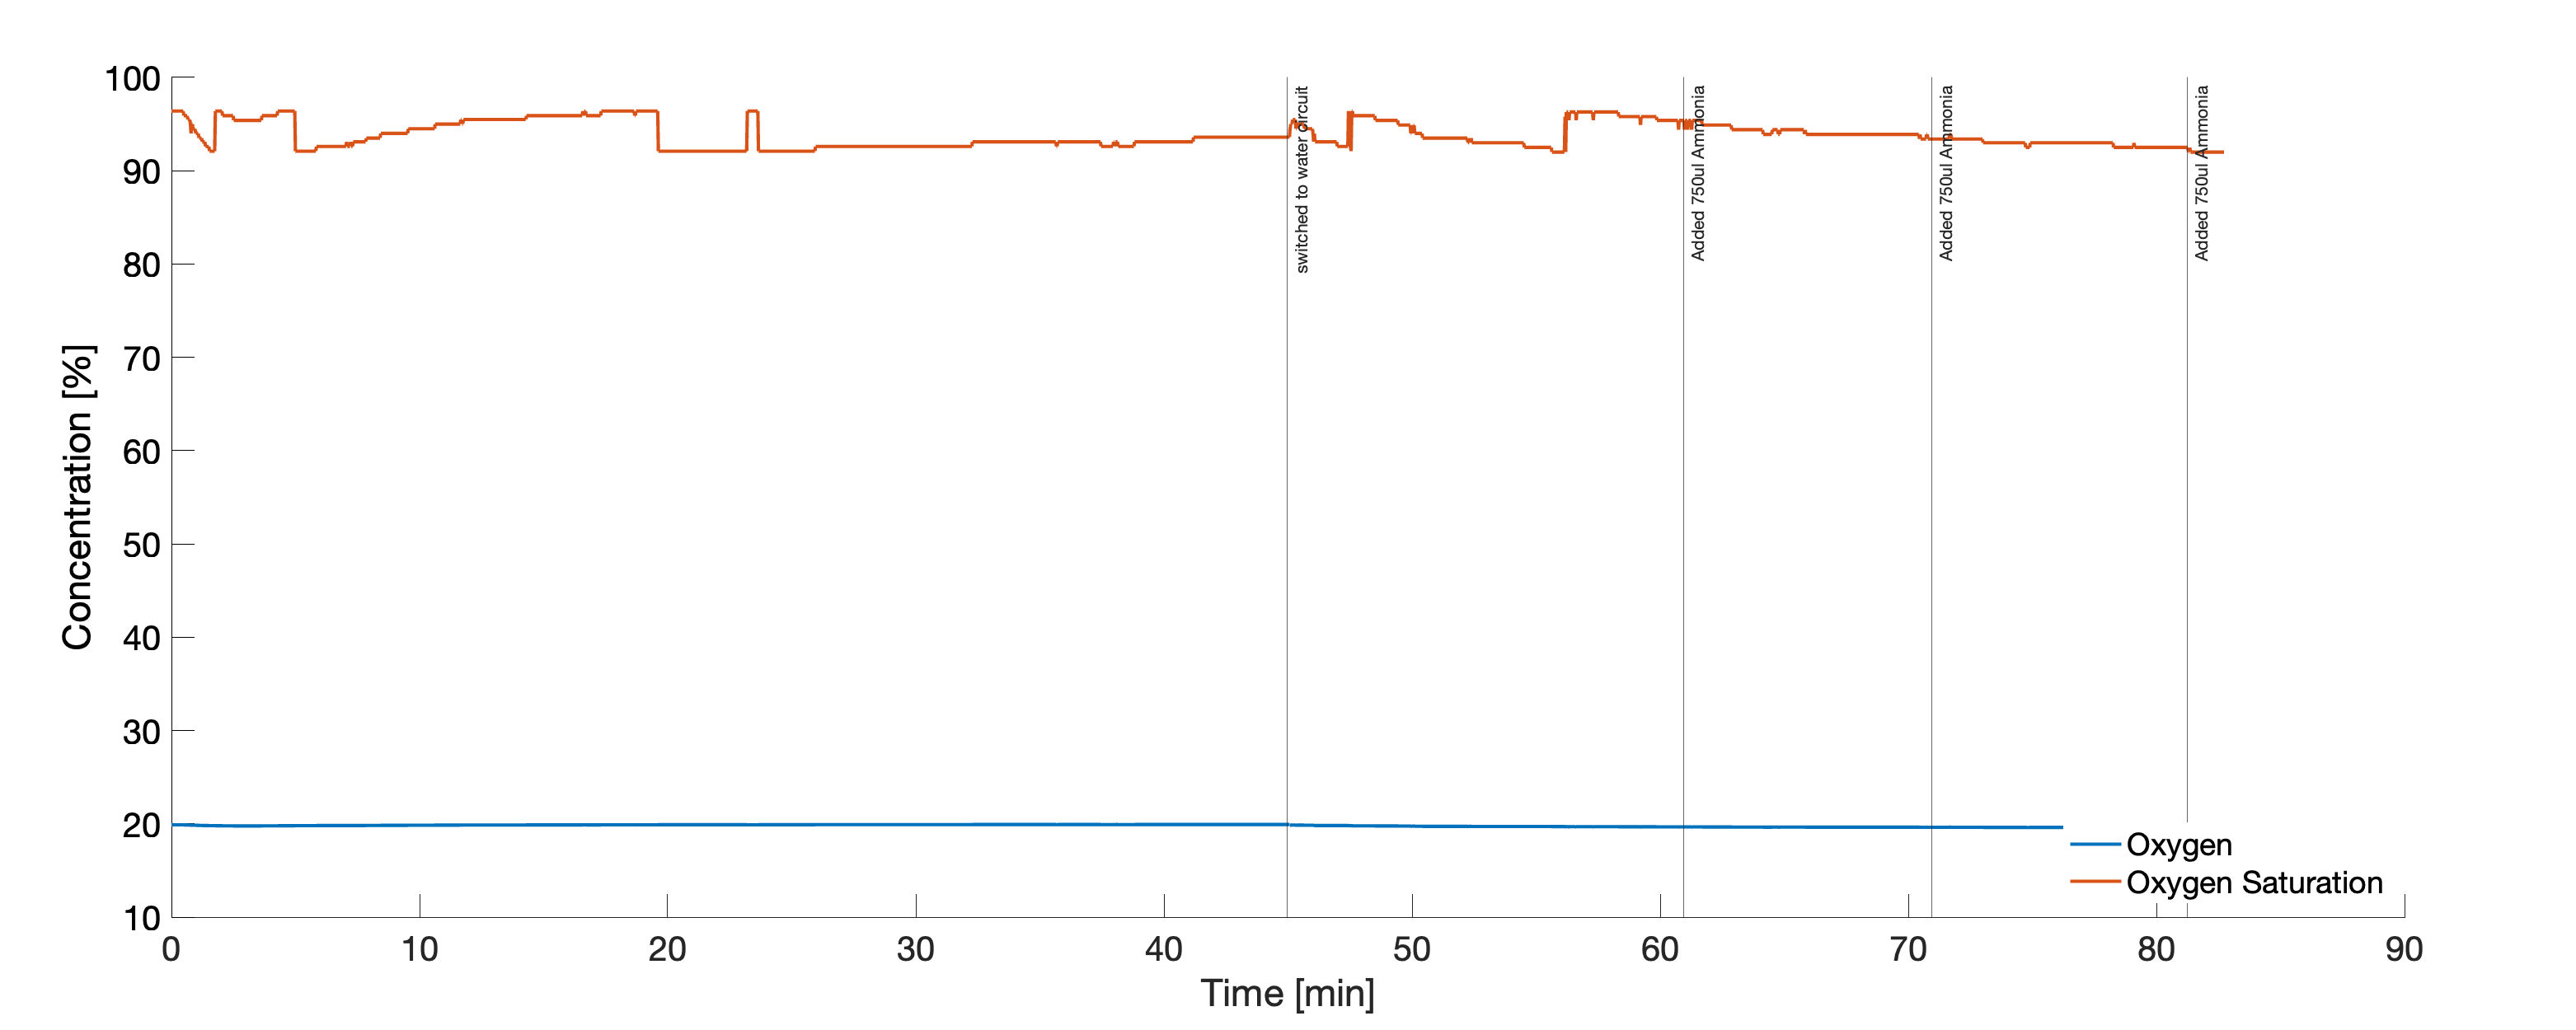 100
90
80
70
60
50
40
30
20
10
Concentration [%]
switched to water circuit
Added 750ul Ammonia
Added 750ul Ammonia
Added 750ul Ammonia
Oxygen
Oxygen Saturation
0 10 20 30 40 50 60 70 80 90
Time [min]